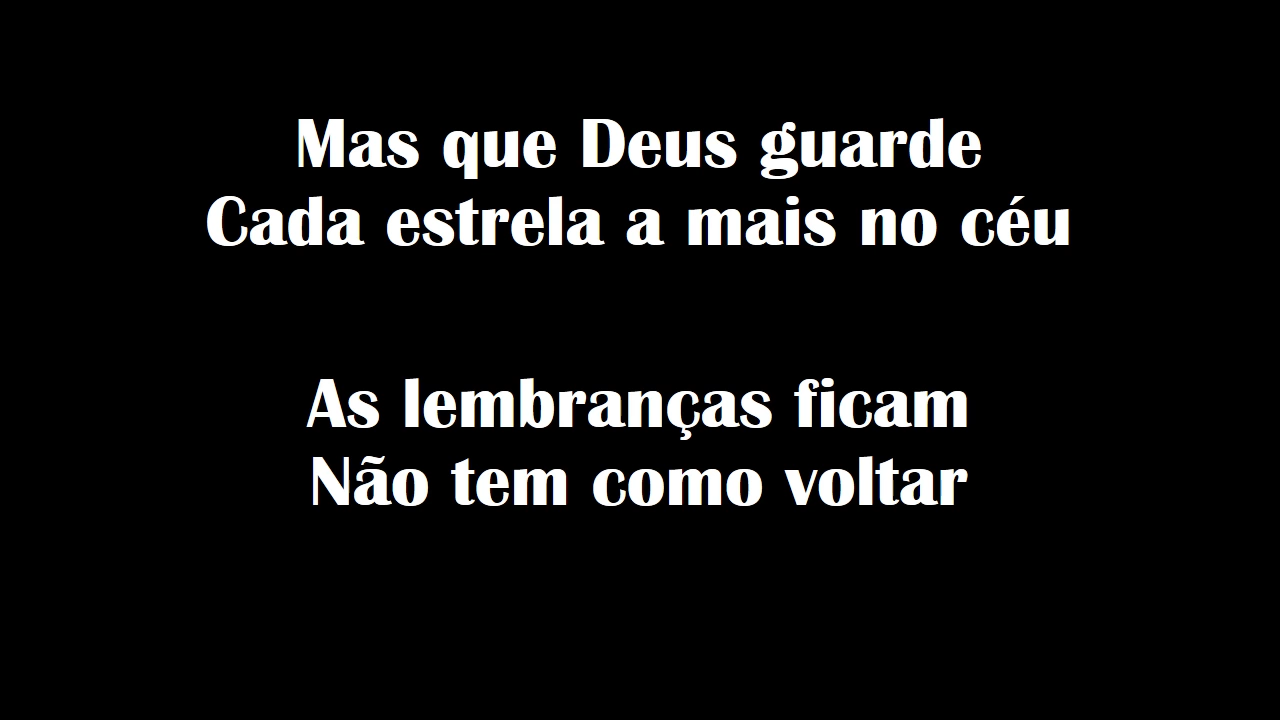 Mas que Deus guarde
Cada estrela a mais no céu
As lembranças ficam
Não tem como voltar